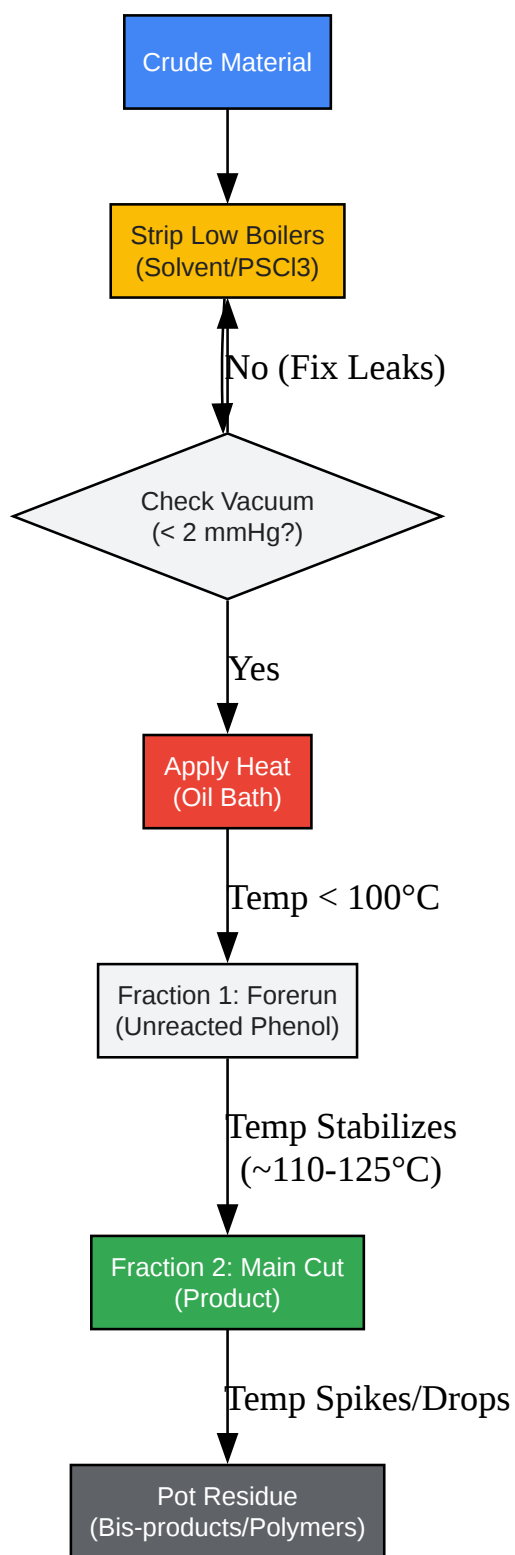 Crude Material
Strip Low Boilers
(Solvent/PSCl3)
No (Fix Leaks)
Check Vacuum
(< 2 mmHg?)
Yes
Apply Heat
(Oil Bath)
Temp < 100°C
Fraction 1: Forerun
(Unreacted Phenol)
Temp Stabilizes
(~110-125°C)
Fraction 2: Main Cut
(Product)
Temp Spikes/Drops
Pot Residue
(Bis-products/Polymers)